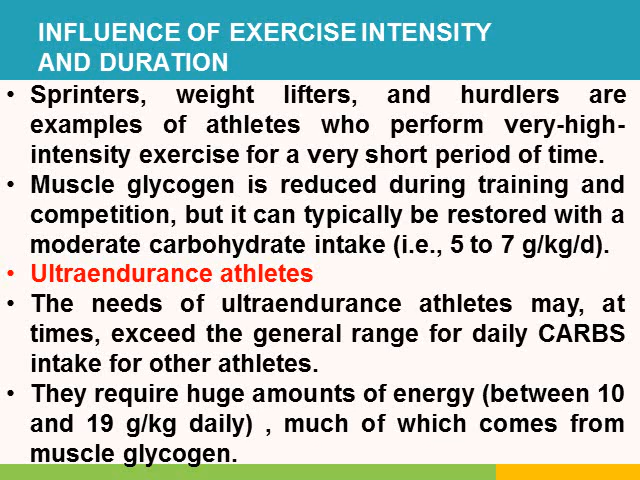 INFLUENCE OF EXERCISE INTENSITY
AND DURATION
• Sprinters, weight lifters, and hurdlers are
examples of athletes who perform very-high-
intensity exercise for a very short period of time.
• Muscle glycogen is reduced during training and
competition, but it can typically be restored with a
moderate carbohydrate intake (i.e., 5 to 7 g/kg/d).
• Ultraendurance athletes
• The needs of ultraendurance athletes may, at
times, exceed the general range for daily CARBS
intake for other athletes.
• They require huge amounts of energy (between 10
and 19 g/kg daily) , much of which comes from
muscle glycogen.